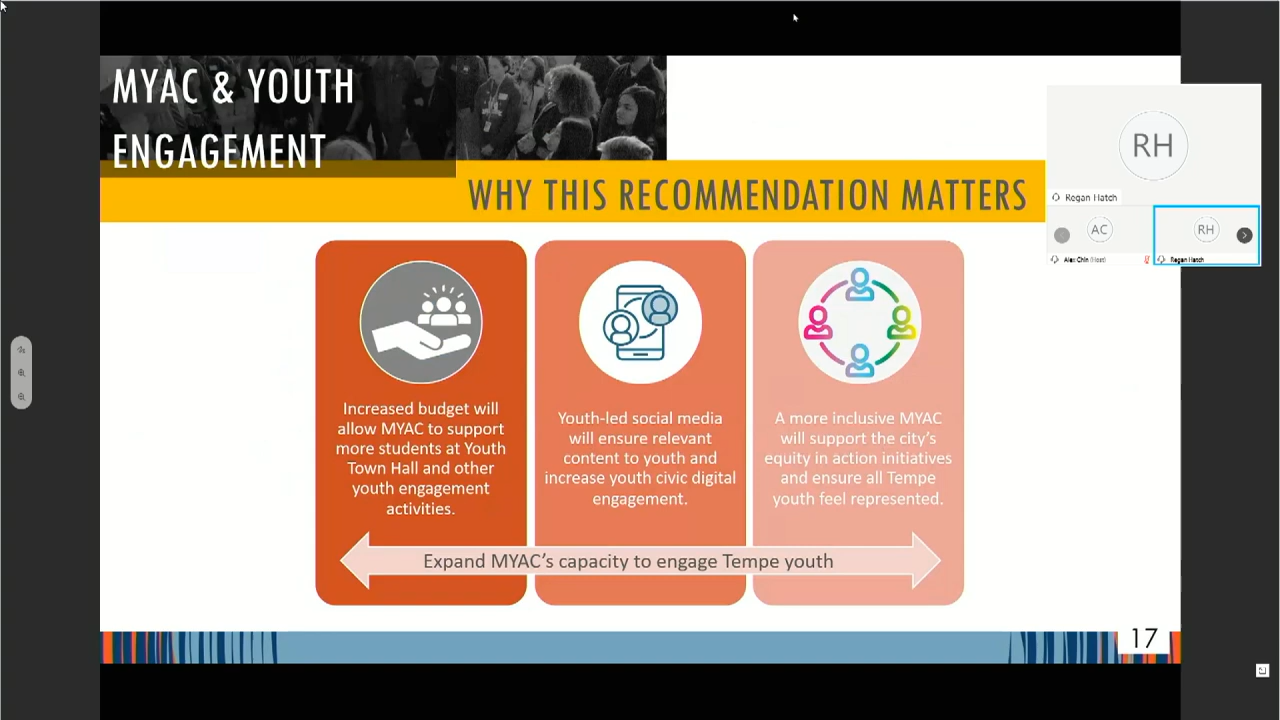 MYAC & YOUTH
ENGAGEMENT
WHY THIS RECOMMENDATION MATTERS
RH
Regan Hatch
AC
RH
Alex Chin (Host)
Regan Hatch
Increased budget will
allow MYAC to support
more students at Youth
Town Hall and other
youth engagement
activities.
Youth-led social media
will ensure relevant
content to youth and
increase youth civic digital
engagement.
A more inclusive MYAC
will support the city's
equity in action initiatives
and ensure all Tempe
youth feel represented.
Expand MYAC's capacity to engage Tempe youth
17